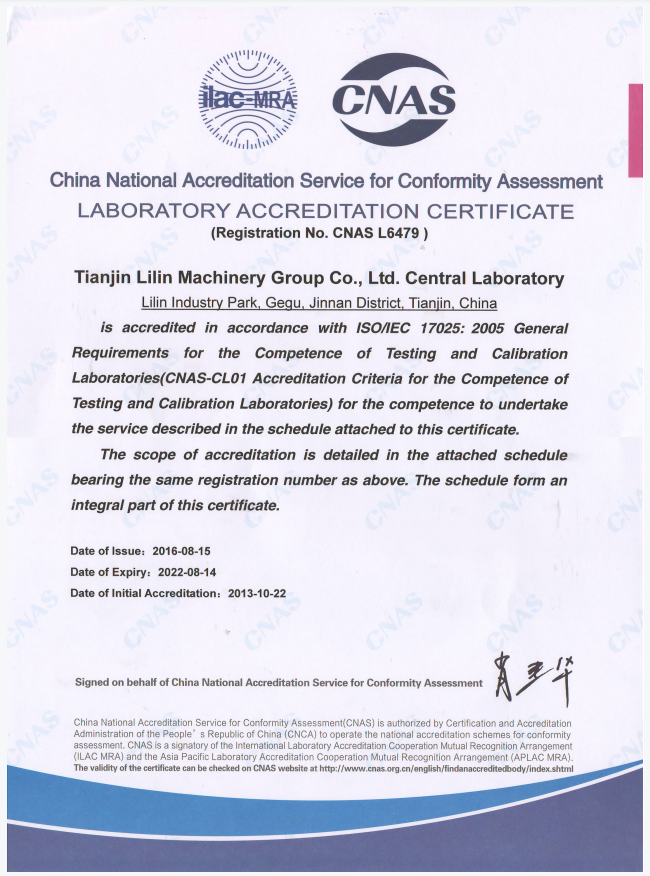 ilac-MRA
CNAS
China National Accreditation Service for Conformity Assessment
LABORATORY ACCREDITATION CERTIFICATE
(Registration No. CNAS L6479 )
Tianjin Lilin Machinery Group Co., Ltd. Central Laboratory
Lilin Industry Park, Gegu, Jinnan District, Tianjin, China
is accredited in accordance with ISO/IEC 17025: 2005 General
Requirements for the Competence of Testing and Calibration
Laboratories(CNAS-CL01 Accreditation Criteria for the Competence of
Testing and Calibration Laboratories) for the competence to undertake
the service described in the schedule attached to this certificate.
The scope of accreditation is detailed in the attached schedule
bearing the same registration number as above. The schedule form an
integral part of this certificate.
Date of Issue：2016-08-15
Date of Expiry：2022-08-14
Date of Initial Accreditation：2013-10-22
Signed on behalf of China National Accreditation Service for Conformity Assessment
China National Accreditation Service for Conformity Assessment(CNAS) is authorized by Certification and Accreditation
Administration of the People’s Republic of China (CNCA) to operate the national accreditation schemes for conformity
assessment. CNAS is a signatory of the International Laboratory Accreditation Cooperation Mutual Recognition Arrangement
(ILAC MRA) and the Asia Pacific Laboratory Accreditation Cooperation Mutual Recognition Arrangement (APLAC MRA).
The validity of the certificate can be checked on CNAS website at http://www.cnas.org.cn/english/findanaccreditedbody/index.shtml